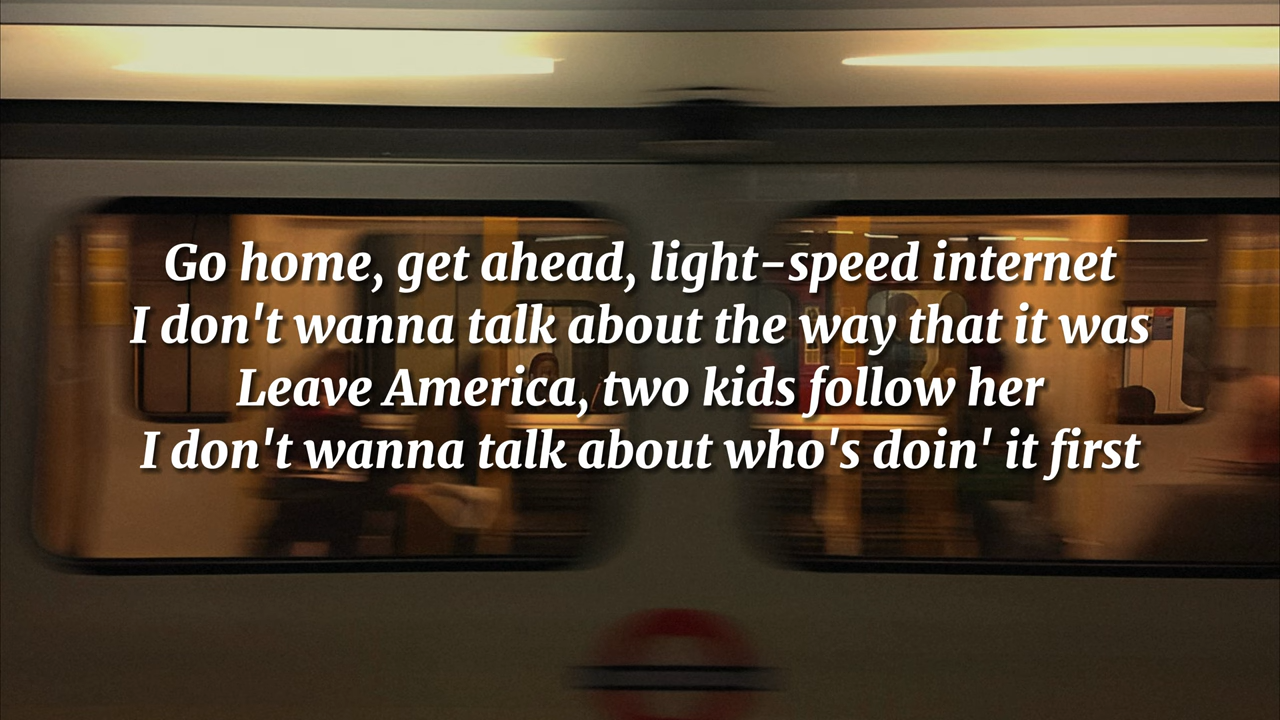 Go home, get ahead, light-speed internet
I don't wanna talk about the way that it was
Leave America, two kids follow her
I don't wanna talk about who's doin' it first